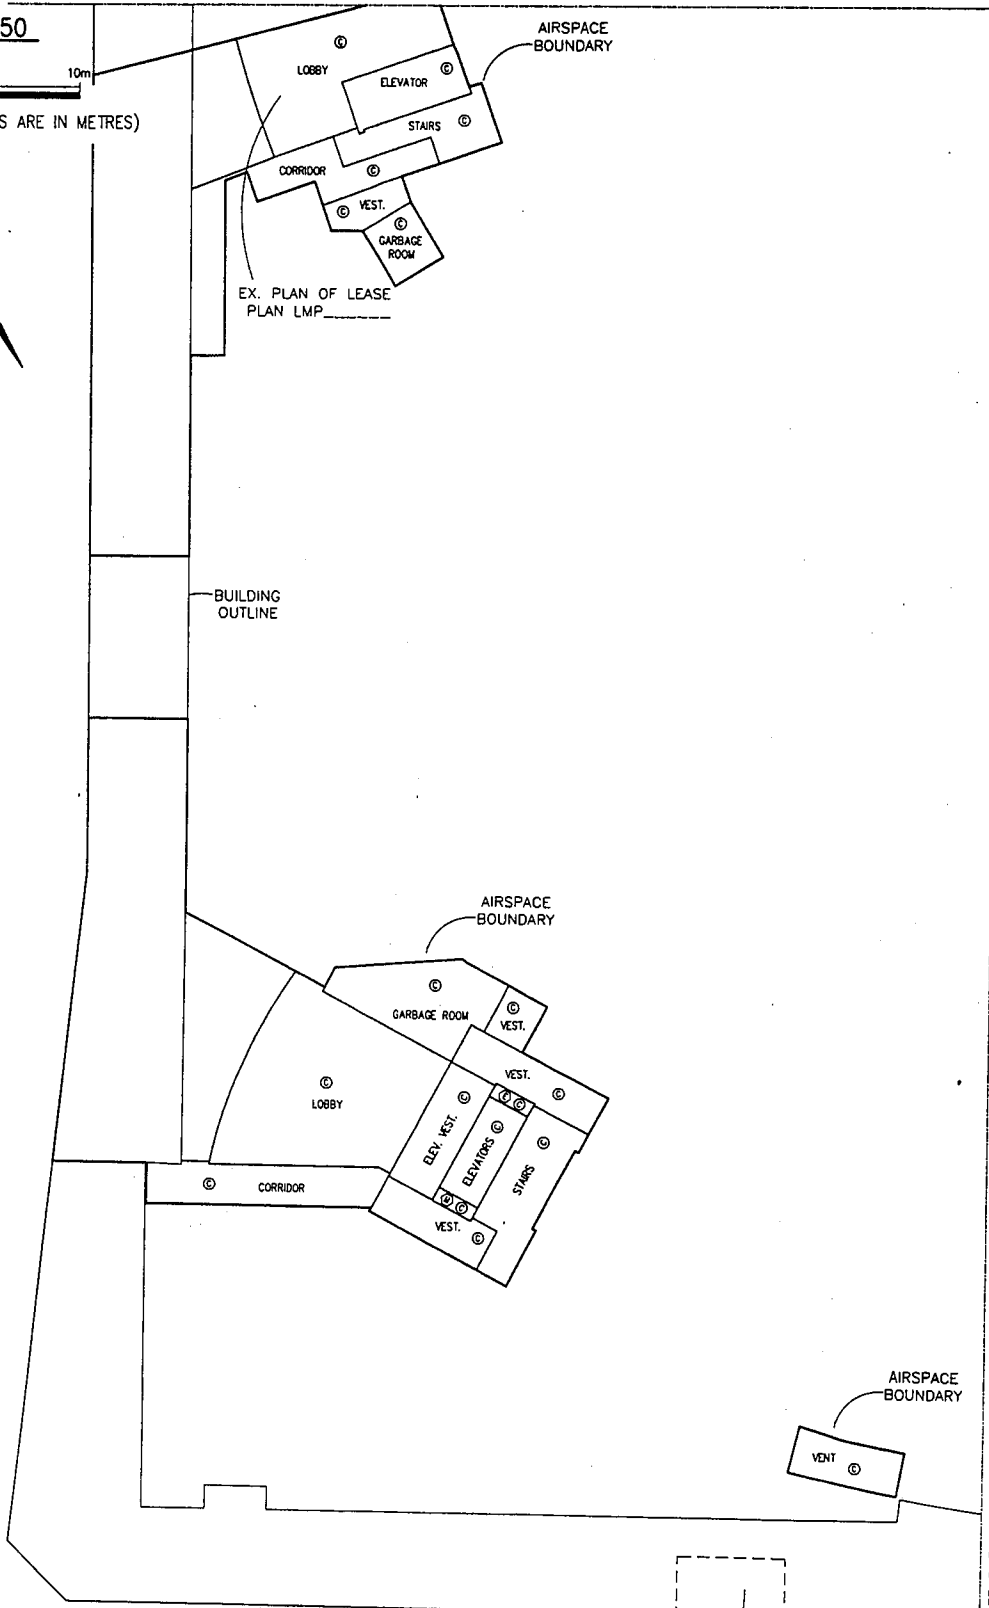 50
10m
S ARE IN METRES)
AIRSPACE
BOUNDARY
Ⓒ
LOBBY
Ⓒ
ELEVATOR
STAIRS Ⓒ
CORRIDOR Ⓒ
Ⓒ VEST.
Ⓒ
GARBAGE
ROOM
EX. PLAN OF LEASE
PLAN LMP______
BUILDING
OUTLINE
AIRSPACE
BOUNDARY
Ⓒ
GARBAGE ROOM
Ⓒ
VEST.
VEST. Ⓒ
Ⓒ
LOBBY
ELEV. VEST. Ⓒ
Ⓔ Ⓒ
ELEVATORS Ⓒ
STAIRS Ⓒ
Ⓜ Ⓒ
VEST. Ⓒ
Ⓒ CORRIDOR
AIRSPACE
BOUNDARY
VENT Ⓒ